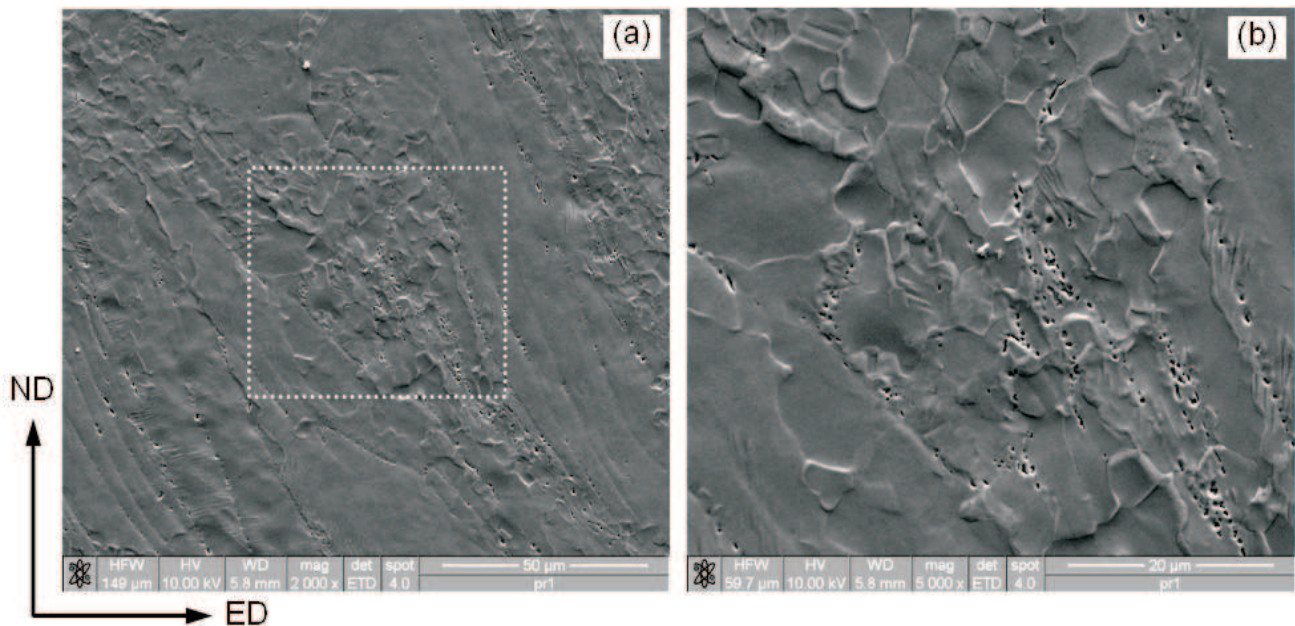 (a)
(b)
ND
ED
HFW HV WD mag det spot 50 µm
149 µm 10.00 kV 5.8 mm 2 000 x ETD 4.0 pr1
HFW HV WD mag det spot 20 µm
59.7 µm 10.00 kV 5.8 mm 5 000 x ETD 4.0 pr1